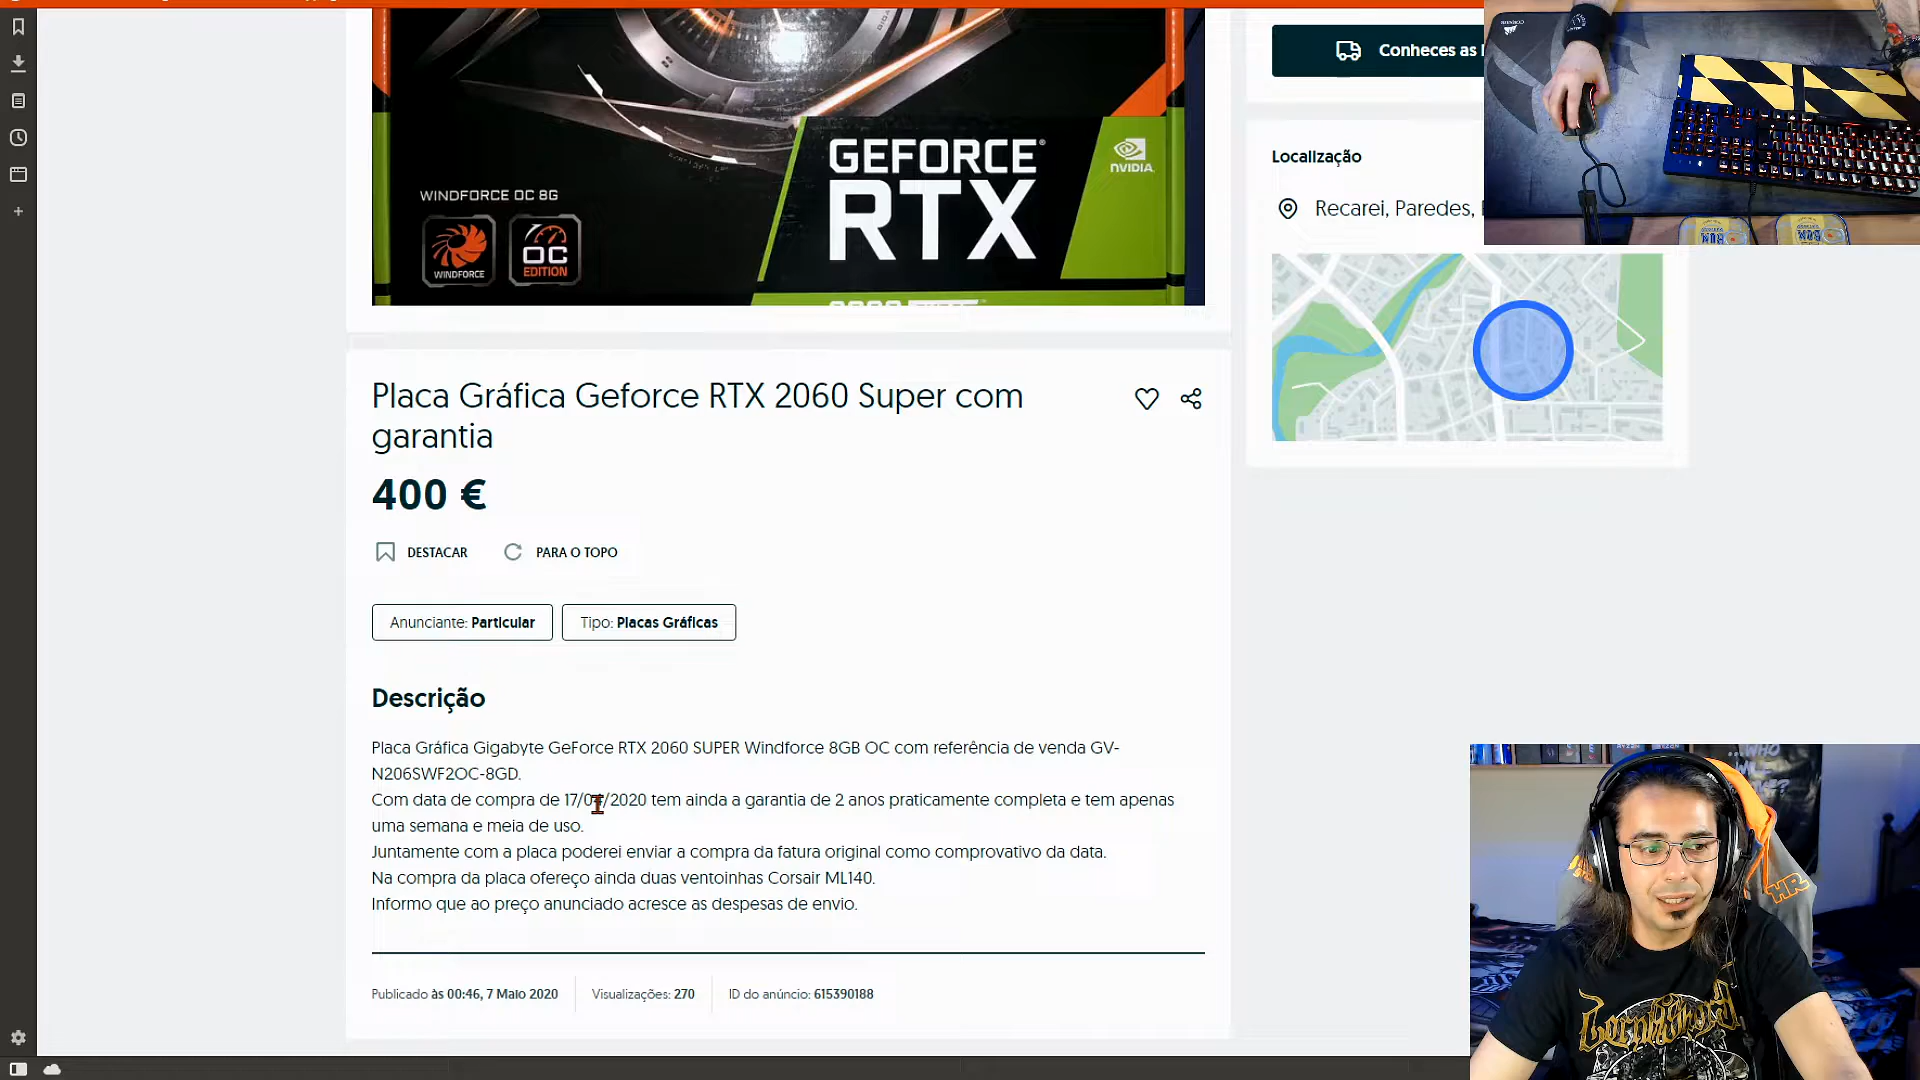 GEFORCE®
RTX
NVIDIA.
WINDFORCE OC 8G
WINDFORCE
OC
EDITION
Conheces as
Localização
Recarei, Paredes,
Placa Gráfica Geforce RTX 2060 Super com
garantia
400 €
DESTACAR
PARA O TOPO
Anunciante: Particular
Tipo: Placas Gráficas
Descrição
Placa Gráfica Gigabyte GeForce RTX 2060 SUPER Windforce 8GB OC com referência de venda GV-
N206SWF2OC-8GD.
Com data de compra de 17/04/2020 tem ainda a garantia de 2 anos praticamente completa e tem apenas
uma semana e meia de uso.
Juntamente com a placa poderei enviar a compra da fatura original como comprovativo da data.
Na compra da placa ofereço ainda duas ventoinhas Corsair ML140.
Informo que ao preço anunciado acresce as despesas de envio.
Publicado às 00:46, 7 Maio 2020
Visualizações: 270
ID do anúncio: 615390188
...WHO
WILL
HR